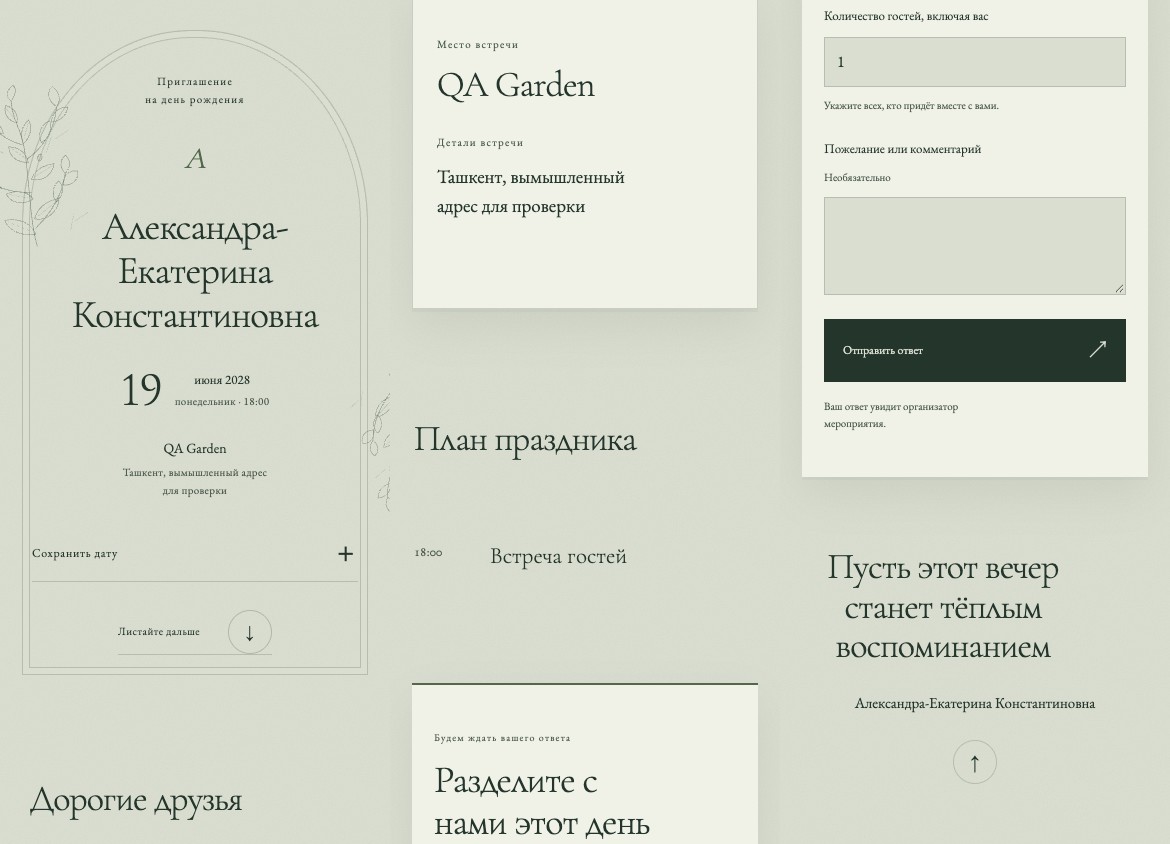 Приглашение
на день рождения
А
Александра-
Екатерина
Константиновна
19
июня 2028
понедельник · 18:00
QA Garden
Ташкент, вымышленный адрес
для проверки
Сохранить дату
Листайте дальше
Дорогие друзья
Место встречи
QA Garden
Детали встречи
Ташкент, вымышленный
адрес для проверки
План праздника
18:00 Встреча гостей
Будем ждать вашего ответа
Разделите с
нами этот день
Количество гостей, включая вас
1
Укажите всех, кто придёт вместе с вами.
Пожелание или комментарий
Необязательно
Отправить ответ
Ваш ответ увидит организатор
мероприятия.
Пусть этот вечер
станет тёплым
воспоминанием
Александра-Екатерина Константиновна